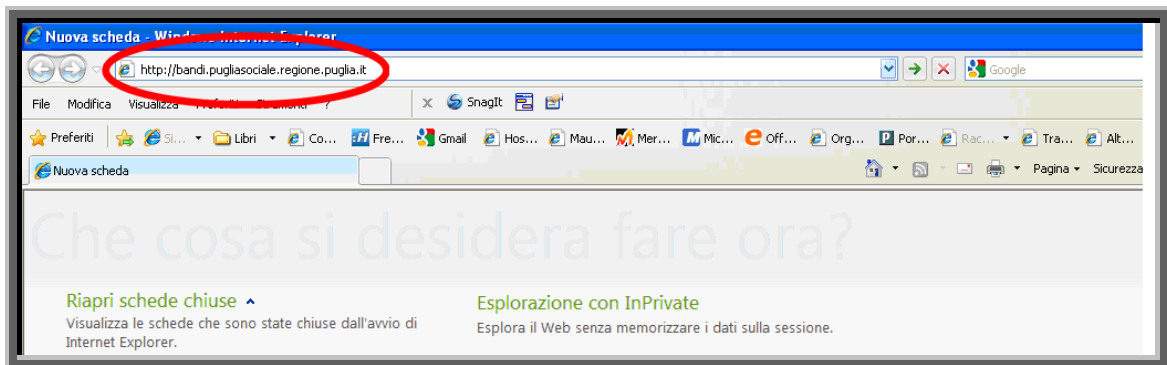 Nuova scheda - Windows Internet Explorer
http://bandi.pugliasociale.regione.puglia.it
Google
File Modifica Visualizza Preferiti Strumenti ?
x SnagIt
Preferiti Si... Libri Co... Fre... Gmail Hos... Mau... Mer... Mic... Off... Org... Por... Rac... Tra... Alt...
Nuova scheda
Pagina Sicurezza
Che cosa si desidera fare ora?
Riapri schede chiuse
Visualizza le schede che sono state chiuse dall'avvio di
Internet Explorer.
Esplorazione con InPrivate
Esplora il Web senza memorizzare i dati sulla sessione.